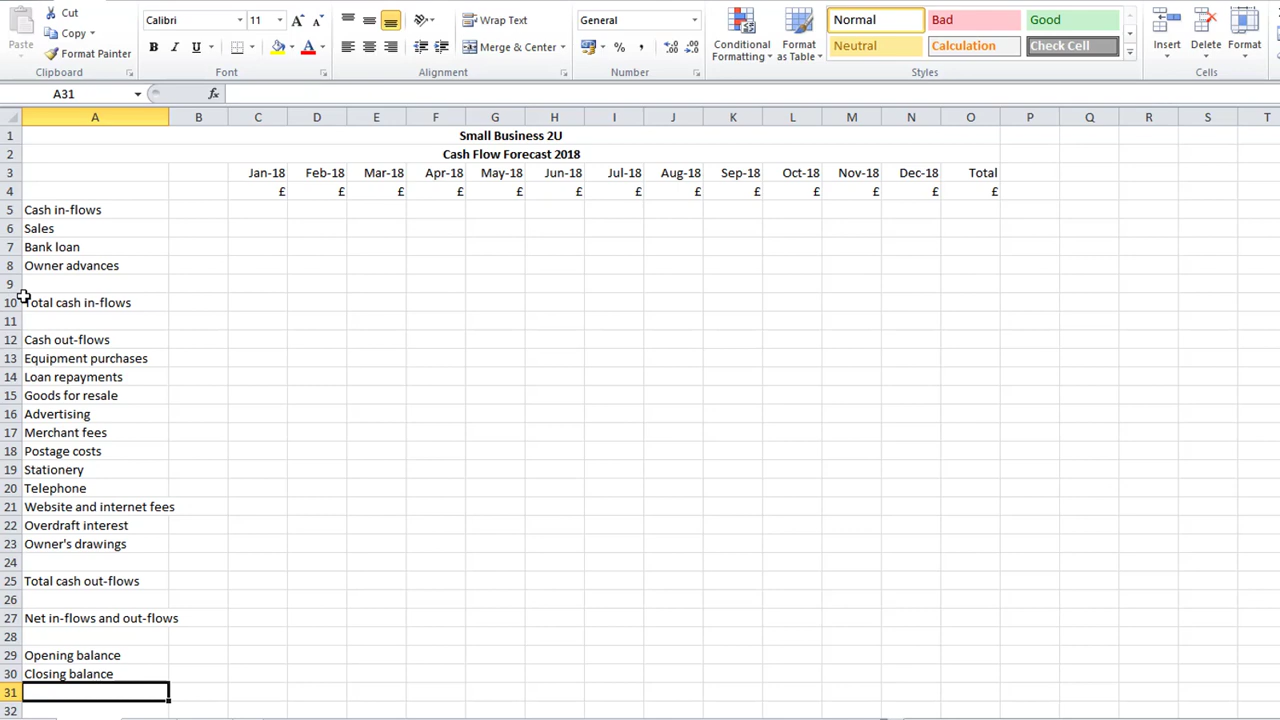 Cut
Copy
Paste
Format Painter
Clipboard
Calibri 11
B I U
Font
Wrap Text
Merge & Center
Alignment
General
%
Number
Conditional Formatting
Format as Table
Normal Bad Good
Neutral Calculation Check Cell
Styles
Insert Delete Format
Cells
A31 fx
A B C D E F G H I J K L M N O P Q R S T
1 Small Business 2U
2 Cash Flow Forecast 2018
3 Jan-18 Feb-18 Mar-18 Apr-18 May-18 Jun-18 Jul-18 Aug-18 Sep-18 Oct-18 Nov-18 Dec-18 Total
4 £ £ £ £ £ £ £ £ £ £ £ £ £
5 Cash in-flows
6 Sales
7 Bank loan
8 Owner advances
9
10 Total cash in-flows
11
12 Cash out-flows
13 Equipment purchases
14 Loan repayments
15 Goods for resale
16 Advertising
17 Merchant fees
18 Postage costs
19 Stationery
20 Telephone
21 Website and internet fees
22 Overdraft interest
23 Owner's drawings
24
25 Total cash out-flows
26
27 Net in-flows and out-flows
28
29 Opening balance
30 Closing balance
31
32